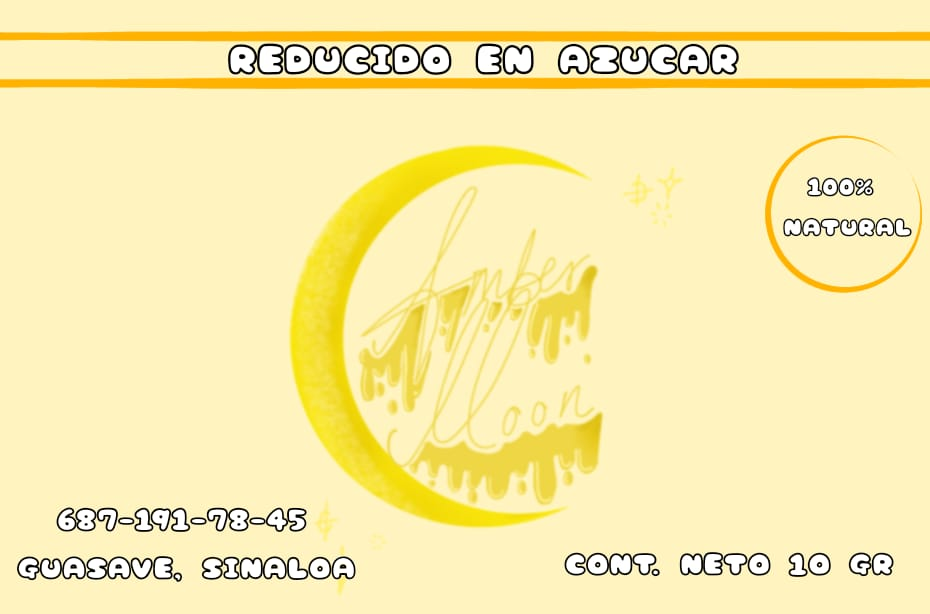 REDUCIDO EN AZUCAR
100%
NATURAL
Amber
Moon
687-191-78-45
GUASAVE, SINALOA
CONT. NETO 10 GR